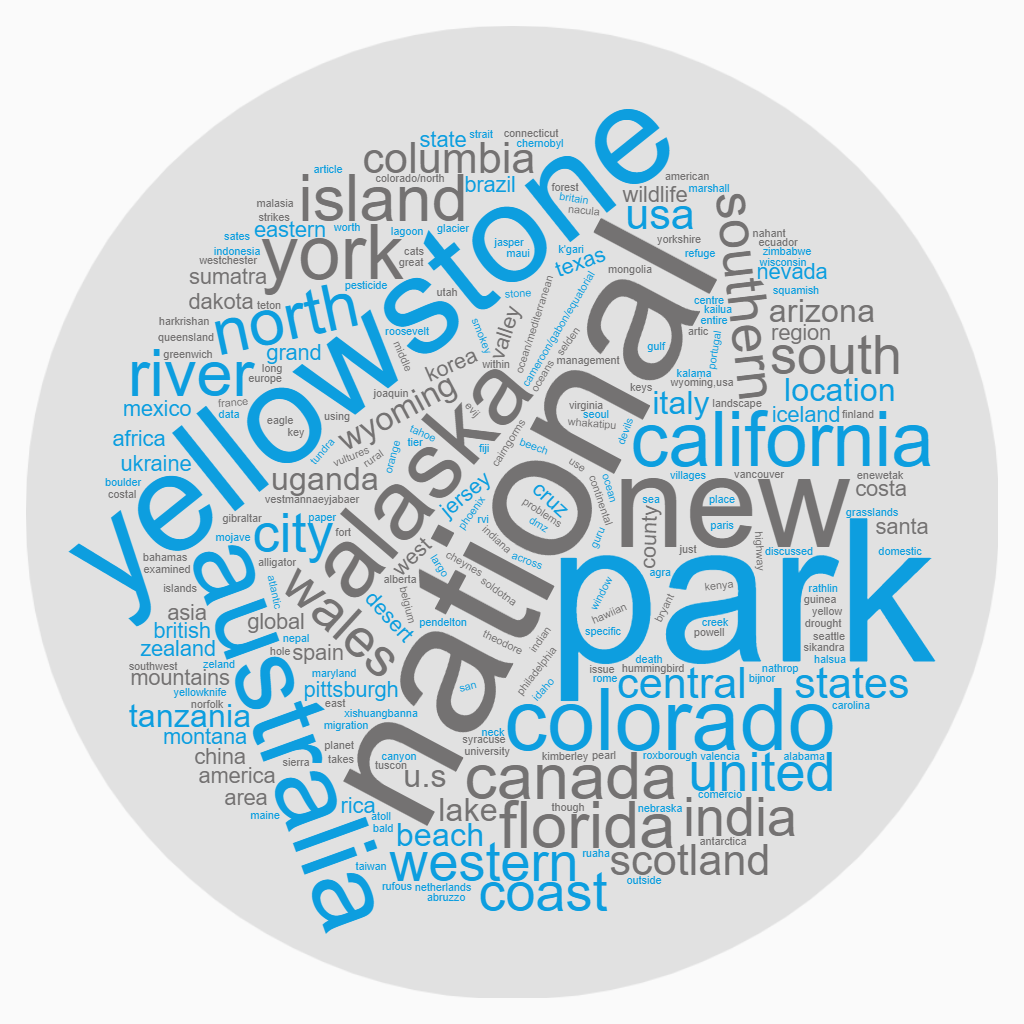 strait
connecticut
state
chernobyl
columbia
article
colorado/north
brazil
forest
american
marshall
wildlife
britain
nacula
island
malasia
strikes
worth
lagoon
glacier
usa
southern
yellowstone
eastern
york
sates
indonesia
westchester
cats
great
jasper
maui
k'gari
texas
yorkshire
refuge
nahant
ecuador
zimbabwe
wisconsin
nevada
squamish
sumatra
pesticide
utah
stone
mongolia
dakota
teton
north
roosevelt
smokey
valley
ocean/mediterranean
cameroon/gabon/equatorial
oceans
selden
centre
kailua
entire
artic
arizona
region
harkrishan
queensland
greenwich
long
europe
grand
middle
korea
within
management
gulf
portugal
kalama
wyoming,usa
south
river
joaquin
wyoming
alaska
national
keys
landscape
location
mexico
france
data
eagle
key
using
evij
virginia
seoul
whakatipu
italy
iceland
finland
africa
tundra
vultures
rural
orange
tahoe
tier
fiji
cairngorms
beech
devils
california
ukraine
boulder
costal
uganda
vestmannaeyjabaer
jersey
phoenix
use
continental
ocean
villages
vancouver
enewetak
costa
new
cruz
problems
dmz
sea
place
grasslands
gibraltar
mojave
paper
city
fort
rvi
indiana
guru
county
paris
santa
bahamas
examined
alligator
west
largo
cheynes
soldotna
across
just
highway
discussed
domestic
islands
atlantic
wales
alberta
belgium
desert
window
agra
kenya
park
rathlin
guinea
yellow
drought
seattle
sikandra
halsua
asia
british
zealand
global
nepal
hole
spain
australia
pendelton
theodore
indian
philadelphia
hawiian
specific
bryant
creek
powell
southwest
zeland
mountains
yellowknife
norfolk
maryland
pittsburgh
east
san
idaho
issue
rome
death
hummingbird
nathrop
bijnor
central
states
carolina
tanzania
montana
xishuangbanna
migration
neck
colorado
china
sierra
planet
takes
canyon
tuscon
syracuse
university
kimberley
pearl
roxborough
valencia
alabama
america
u.s
canada
united
comercio
area
maine
rica
atoll
bald
lake
though
nebraska
india
beach
florida
antarctica
taiwan
western
ruaha
scotland
rufous
netherlands
abruzzo
coast
outside